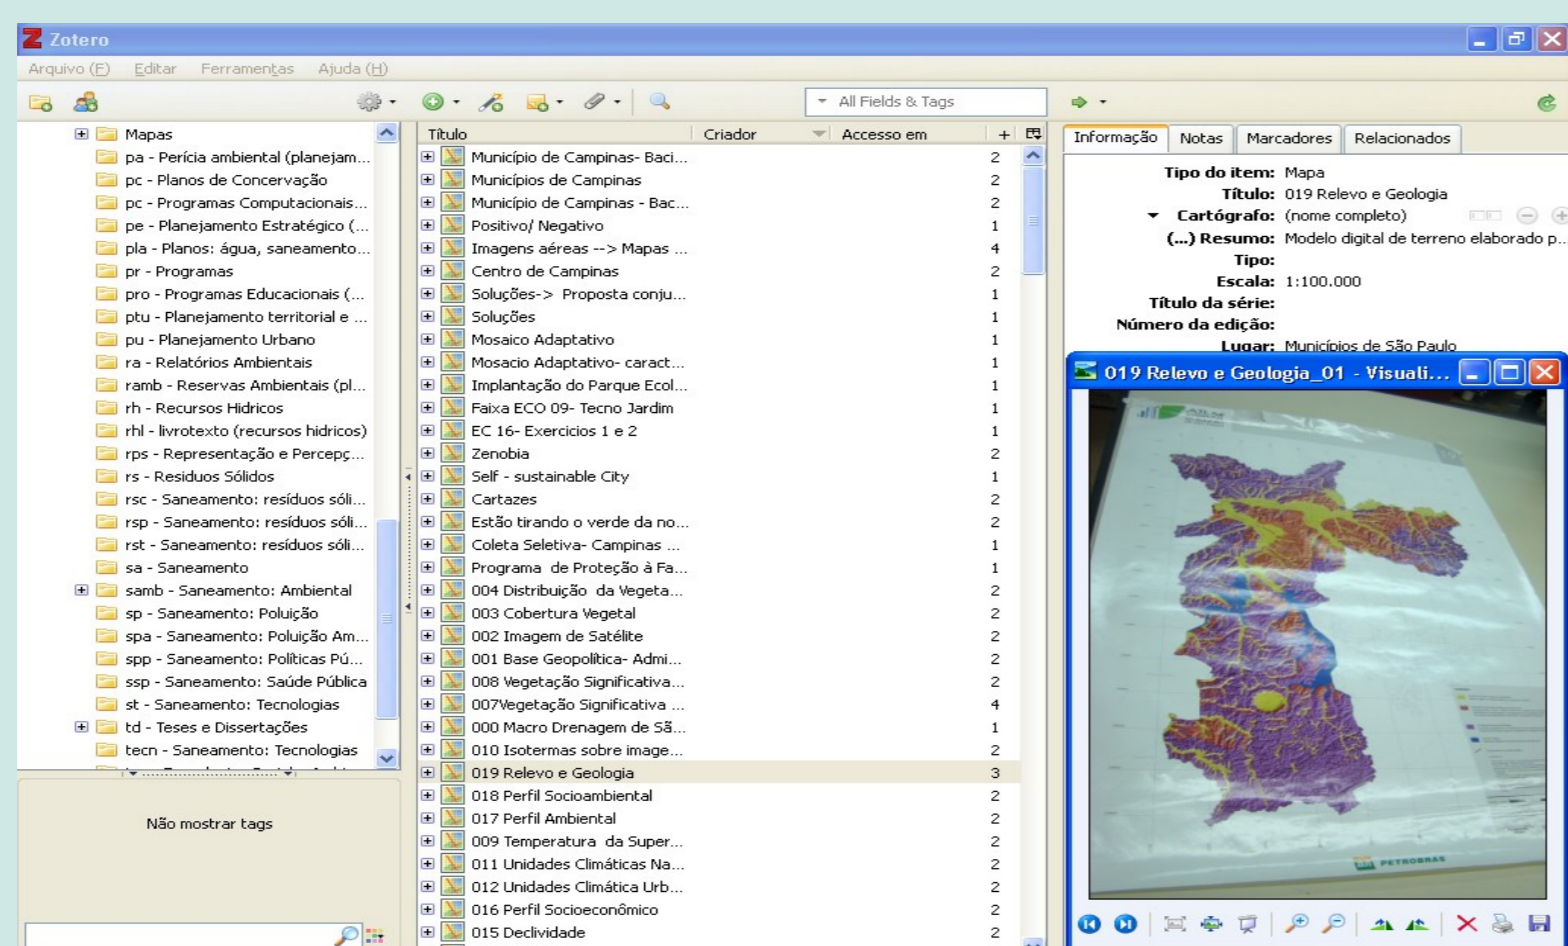 Zotero
Arquivo (F) Editar Ferramentas Ajuda (H)
All Fields & Tags
Mapas
pa - Perícia ambiental (planejam...
pc - Planos de Concervação
pc - Programas Computacionais...
pe - Planejamento Estratégico (...
pla - Planos: água, saneamento...
pr - Programas
pro - Programas Educacionais (...
ptu - Planejamento territorial e ...
pu - Planejamento Urbano
ra - Relatórios Ambientais
ramb - Reservas Ambientais (pl...
rh - Recursos Hidricos
rhl - livrotexto (recursos hidricos)
rps - Representação e Percepç...
rs - Residuos Sólidos
rsc - Saneamento: resíduos sóli...
rsp - Saneamento: resíduos sóli...
rst - Saneamento: resíduos sóli...
sa - Saneamento
samb - Saneamento: Ambiental
sp - Saneamento: Poluição
spa - Saneamento: Poluição Am...
spp - Saneamento: Políticas Pú...
ssp - Saneamento: Saúde Pública
st - Saneamento: Tecnologias
td - Teses e Dissertações
tecn - Saneamento: Tecnologias
Não mostrar tags
Título Criador Accesso em +
Município de Campinas- Baci... 2
Municípios de Campinas 2
Município de Campinas - Bac... 2
Positivo/ Negativo 1
Imagens aéreas --> Mapas ... 4
Centro de Campinas 2
Soluções-> Proposta conju... 1
Soluções 1
Mosaico Adaptativo 1
Mosacio Adaptativo- caract... 1
Implantação do Parque Ecol... 1
Faixa ECO 09- Tecno Jardim 1
EC 16- Exercicios 1 e 2 1
Zenobia 2
Self - sustainable City 1
Cartazes 2
Estão tirando o verde da no... 2
Coleta Seletiva- Campinas ... 1
Programa de Proteção à Fa... 1
004 Distribuição da Vegeta... 2
003 Cobertura Vegetal 2
002 Imagem de Satélite 2
001 Base Geopolítica- Admi... 2
008 Vegetação Significativa... 2
007Vegetação Significativa ... 4
000 Macro Drenagem de Sã... 1
010 Isotermas sobre image... 2
019 Relevo e Geologia 3
018 Perfil Socioambiental 2
017 Perfil Ambiental 2
009 Temperatura da Super... 2
011 Unidades Climáticas Na... 2
012 Unidades Climática Urb... 2
016 Perfil Socioeconômico 2
015 Declividade 2
Informação Notas Marcadores Relacionados
Tipo do item: Mapa
Título: 019 Relevo e Geologia
Cartógrafo: (nome completo)
(...) Resumo: Modelo digital de terreno elaborado p...
Tipo:
Escala: 1:100.000
Título da série:
Número da edição:
Lugar: Municípios de São Paulo
019 Relevo e Geologia_01 - Visuali...
PETROBRAS